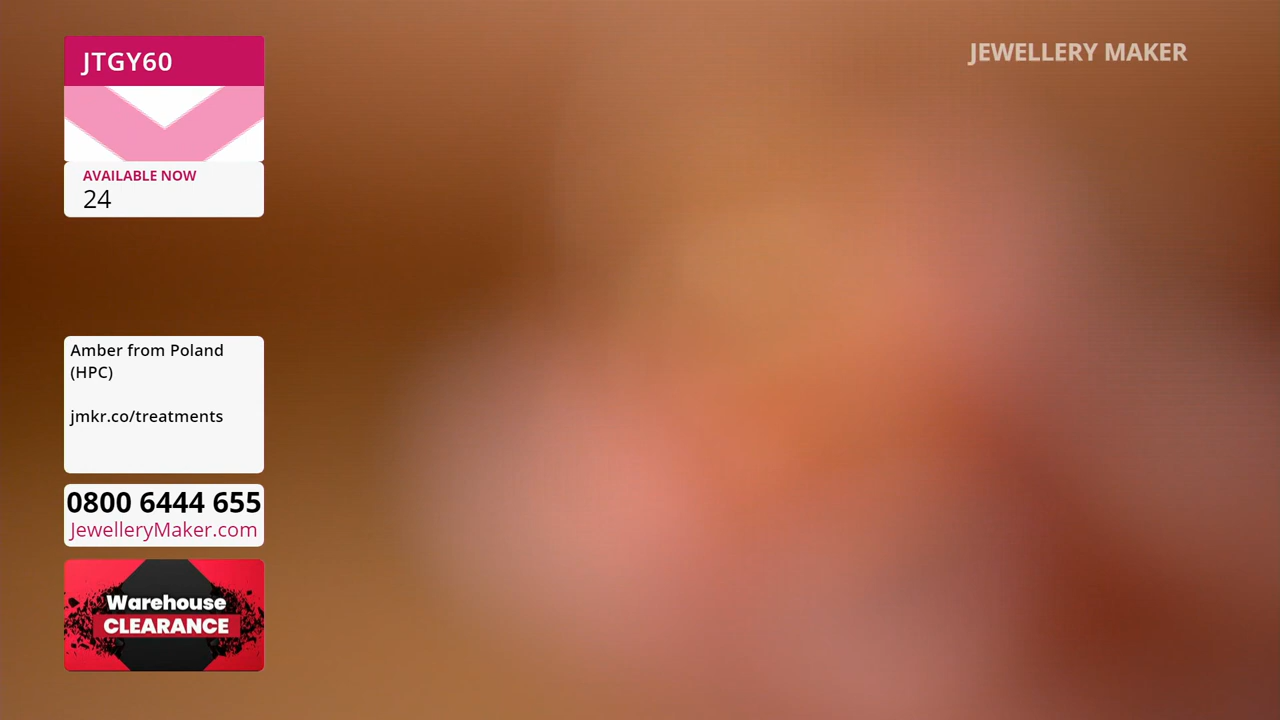 JTGY60
JEWELLERY MAKER
AVAILABLE NOW
24
Amber from Poland
(HPC)
jmkr.co/treatments
0800 6444 655
JewelleryMaker.com
Warehouse
CLEARANCE